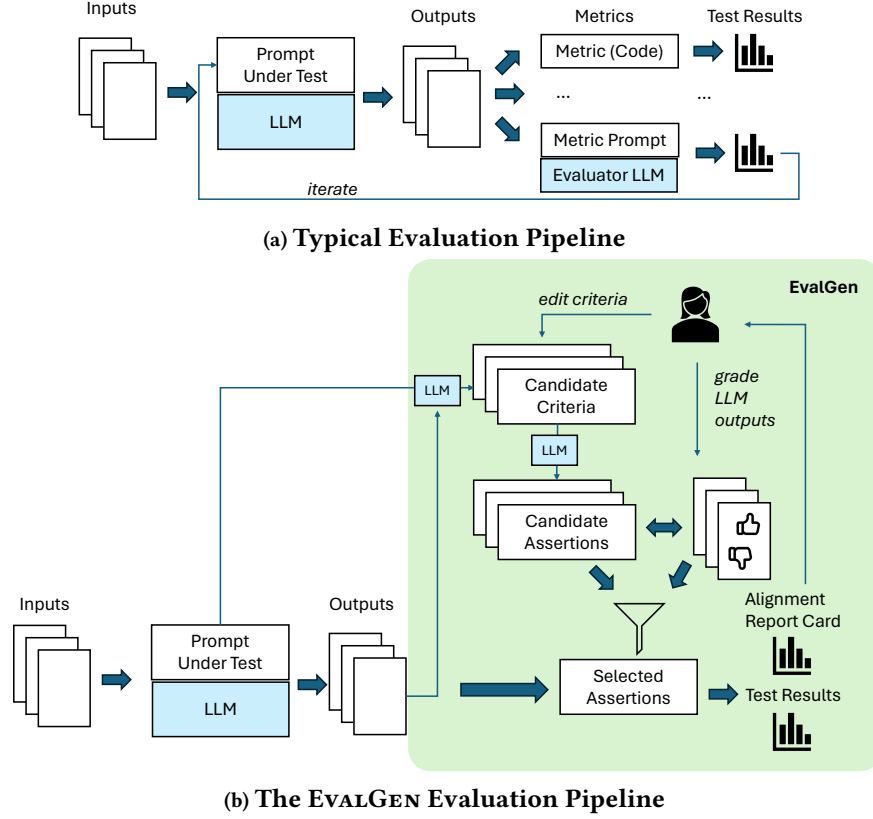 Inputs
Prompt
Under Test
LLM
Outputs
Metrics
Metric (Code)
...
Metric Prompt
Evaluator LLM
Test Results
...
iterate
(a) Typical Evaluation Pipeline
EvalGen
edit criteria
grade
LLM
outputs
LLM
Candidate
Criteria
LLM
Candidate
Assertions
Inputs
Prompt
Under Test
LLM
Outputs
Selected
Assertions
Alignment
Report Card
Test Results
(b) The EvalGen Evaluation Pipeline